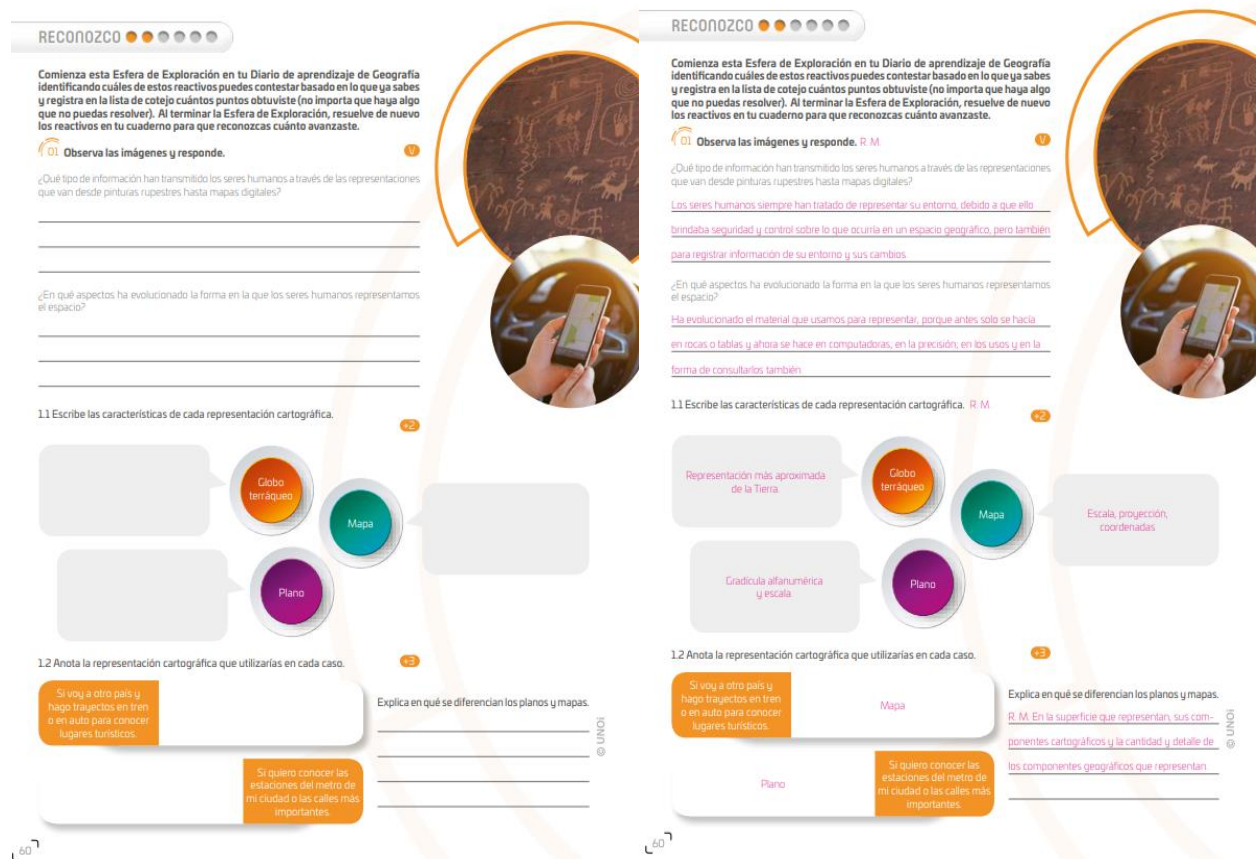 RECONOZCO
Comienza esta Esfera de Exploración en tu Diario de aprendizaje de Geografía
identificando cuáles de estos reactivos puedes contestar basado en lo que ya sabes
y registra en la lista de cotejo cuántos puntos obtuviste (no importa que haya algo
que no puedas resolver). Al terminar la Esfera de Exploración, resuelve de nuevo
los reactivos en tu cuaderno para que reconozcas cuánto avanzaste.
01 Observa las imágenes y responde. V
¿Qué tipo de información han transmitido los seres humanos a través de las representaciones
que van desde pinturas rupestres hasta mapas digitales?
¿En qué aspectos ha evolucionado la forma en la que los seres humanos representamos
el espacio?
1.1 Escribe las características de cada representación cartográfica.
+2
Globo
terráqueo
Mapa
Plano
1.2 Anota la representación cartográfica que utilizarías en cada caso. +3
Si voy a otro país y
hago trayectos en tren
o en auto para conocer
lugares turísticos.
Si quiero conocer las
estaciones del metro de
mi ciudad o las calles más
importantes.
Explica en qué se diferencian los planos y mapas.
© UNOi
60
RECONOZCO
Comienza esta Esfera de Exploración en tu Diario de aprendizaje de Geografía
identificando cuáles de estos reactivos puedes contestar basado en lo que ya sabes
y registra en la lista de cotejo cuántos puntos obtuviste (no importa que haya algo
que no puedas resolver). Al terminar la Esfera de Exploración, resuelve de nuevo
los reactivos en tu cuaderno para que reconozcas cuánto avanzaste.
01 Observa las imágenes y responde. R. M. V
¿Qué tipo de información han transmitido los seres humanos a través de las representaciones
que van desde pinturas rupestres hasta mapas digitales?
Los seres humanos siempre han tratado de representar su entorno, debido a que ello
brindaba seguridad y control sobre lo que ocurría en un espacio geográfico, pero también
para registrar información de su entorno y sus cambios.
¿En qué aspectos ha evolucionado la forma en la que los seres humanos representamos
el espacio?
Ha evolucionado el material que usamos para representar, porque antes solo se hacía
en rocas o tablas y ahora se hace en computadoras; en la precisión, en los usos y en la
forma de consultarlos también.
1.1 Escribe las características de cada representación cartográfica. R. M.
+2
Representación más aproximada
de la Tierra.
Globo
terráqueo
Mapa
Escala, proyección,
coordenadas.
Gradícula alfanumérica
y escala.
Plano
1.2 Anota la representación cartográfica que utilizarías en cada caso. +3
Si voy a otro país y
hago trayectos en tren
o en auto para conocer
lugares turísticos.
Mapa
Plano
Si quiero conocer las
estaciones del metro de
mi ciudad o las calles más
importantes.
Explica en qué se diferencian los planos y mapas.
R. M. En la superficie que representan, sus com-
ponentes cartográficos y la cantidad y detalle de
los componentes geográficos que representan.
© UNOi
60